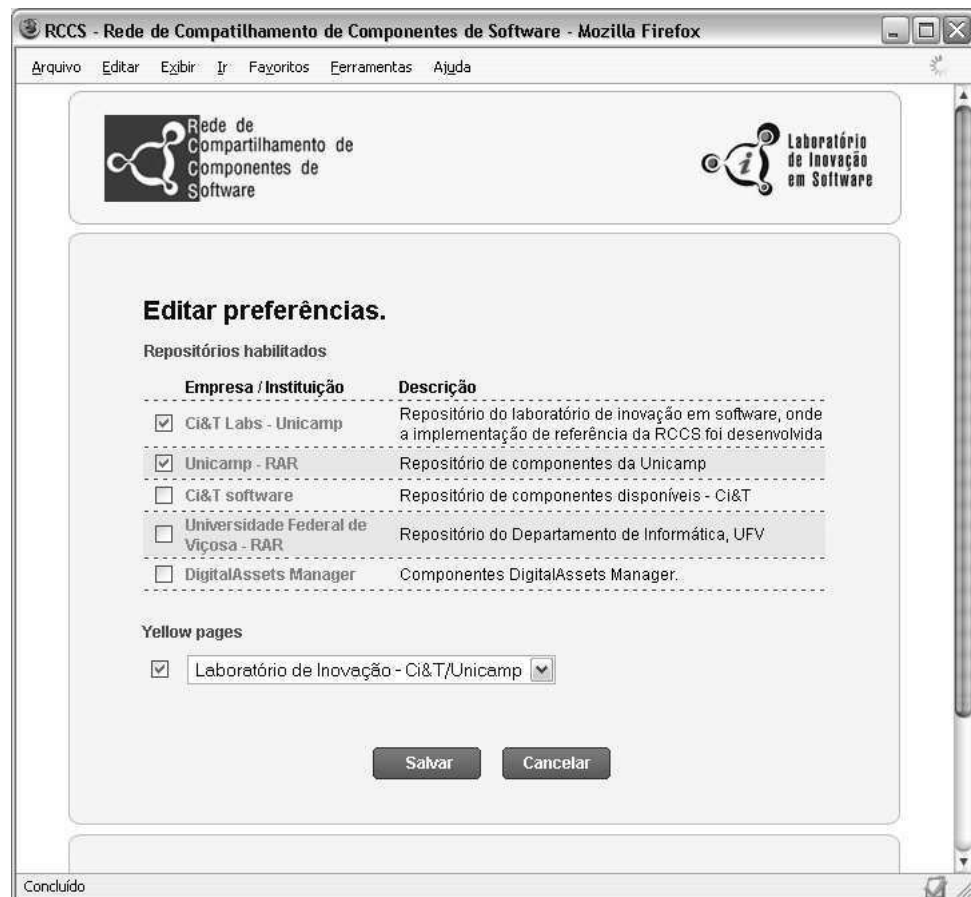 RCCS - Rede de Compatilhamento de Componentes de Software - Mozilla Firefox
Arquivo Editar Exibir Ir Favoritos Ferramentas Ajuda
Rede de
Compartilhamento de
Componentes de
Software
Laboratório
de Inovação
em Software
i
Editar preferências.
Repositórios habilitados
Empresa / Instituição Descrição
Ci&T Labs - Unicamp Repositório do laboratório de inovação em software, onde
a implementação de referência da RCCS foi desenvolvida
Unicamp - RAR Repositório de componentes da Unicamp
Ci&T software Repositório de componentes disponíveis - Ci&T
Universidade Federal de
Viçosa - RAR Repositório do Departamento de Informática, UFV
DigitalAssets Manager Componentes DigitalAssets Manager.
Yellow pages
Laboratório de Inovação - Ci&T/Unicamp
Salvar Cancelar
Concluído